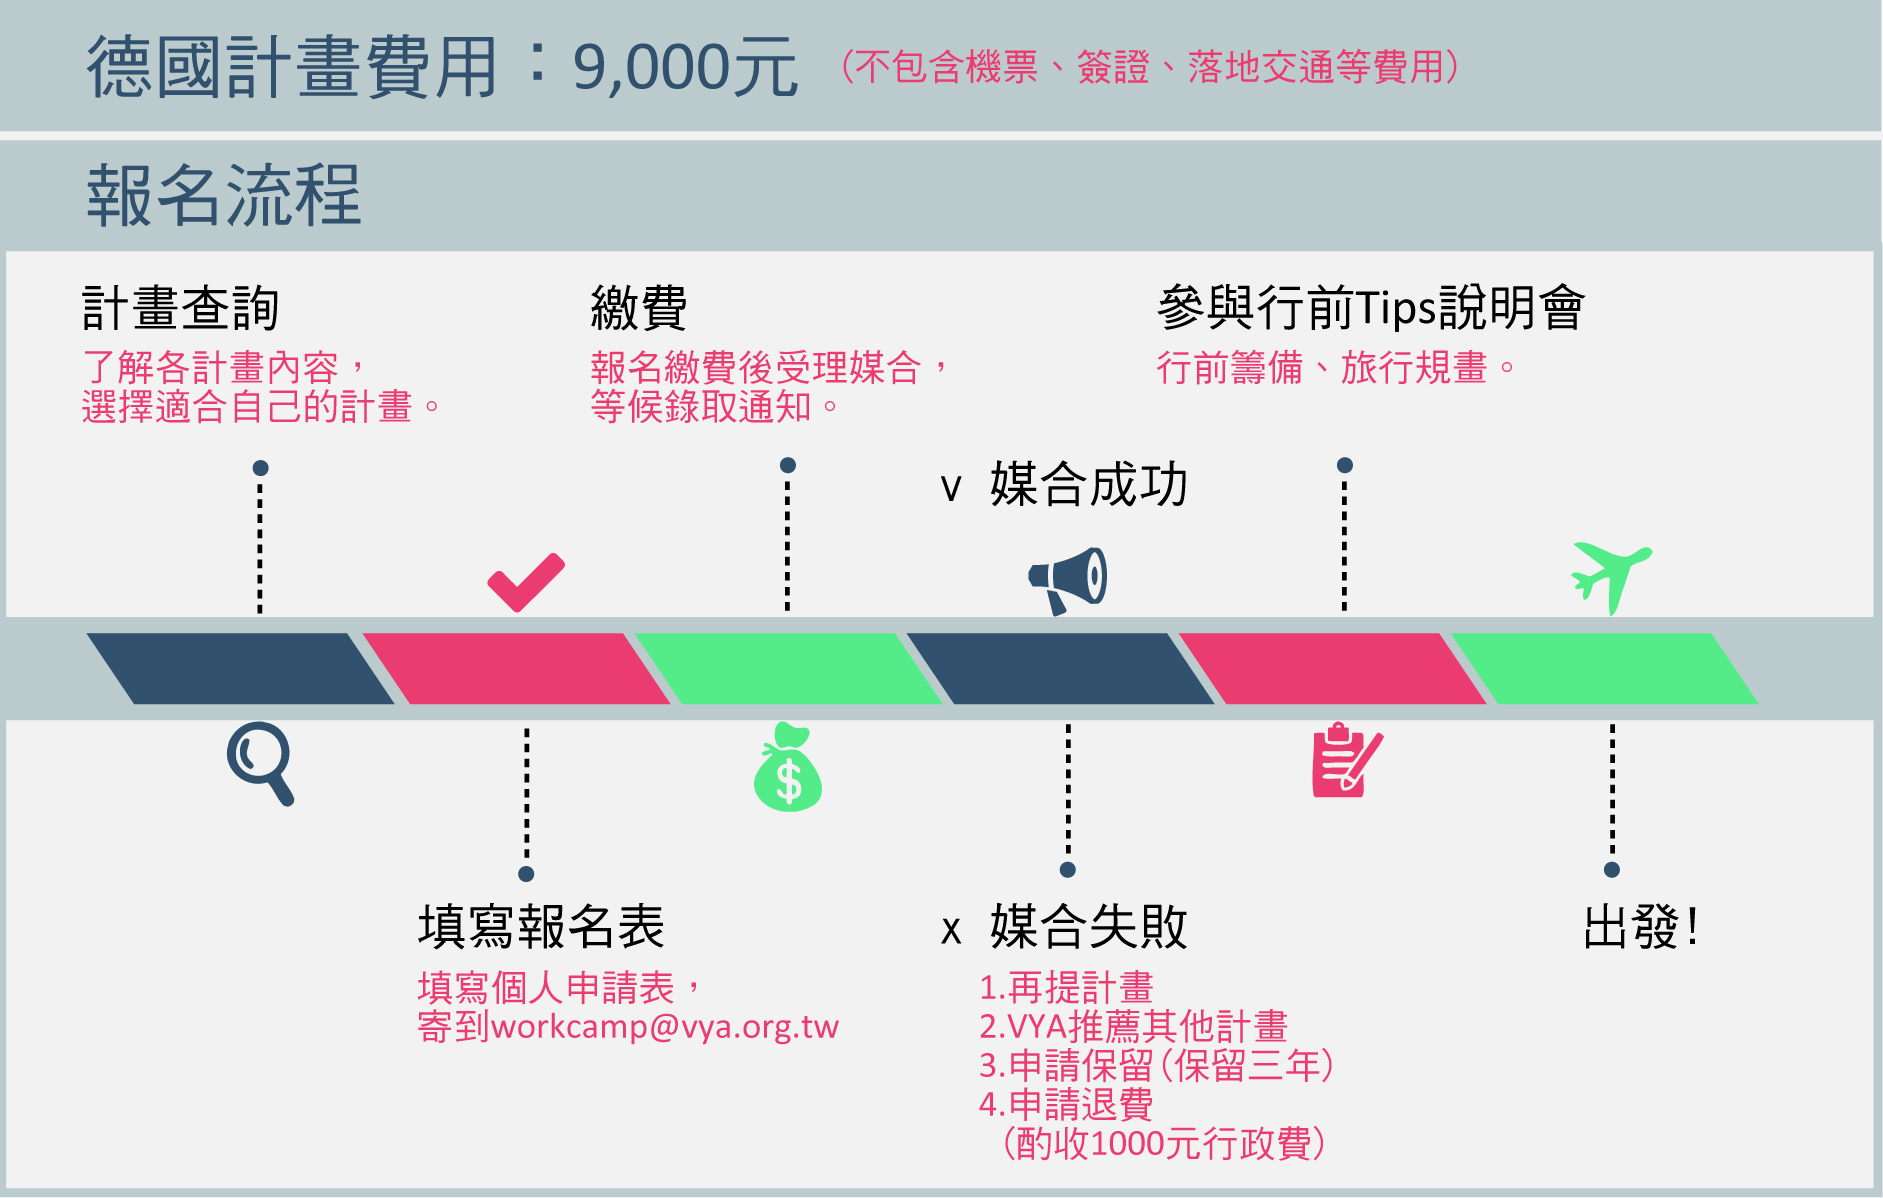 德國計畫費用：9,000元（不包含機票、簽證、落地交通等費用）
報名流程
計畫查詢
了解各計畫內容，
選擇適合自己的計畫。
繳費
報名繳費後受理媒合，
等候錄取通知。
參與行前Tips說明會
行前籌備、旅行規畫。
v 媒合成功
填寫報名表
填寫個人申請表，
寄到workcamp@vya.org.tw
x 媒合失敗
1.再提計畫
2.VYA推薦其他計畫
3.申請保留（保留三年）
4.申請退費
（酌收1000元行政費）
出發！